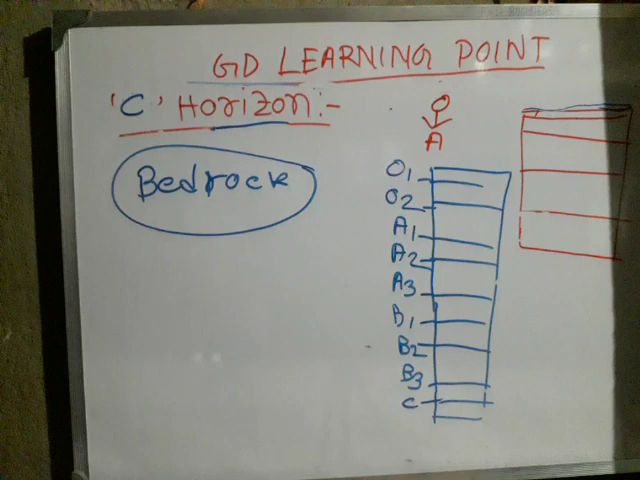 GD LEARNING POINT
'C' Horizon:-
Bedrock
O
A
O1
O2
A1
A2
A3
B1
B2
B3
C